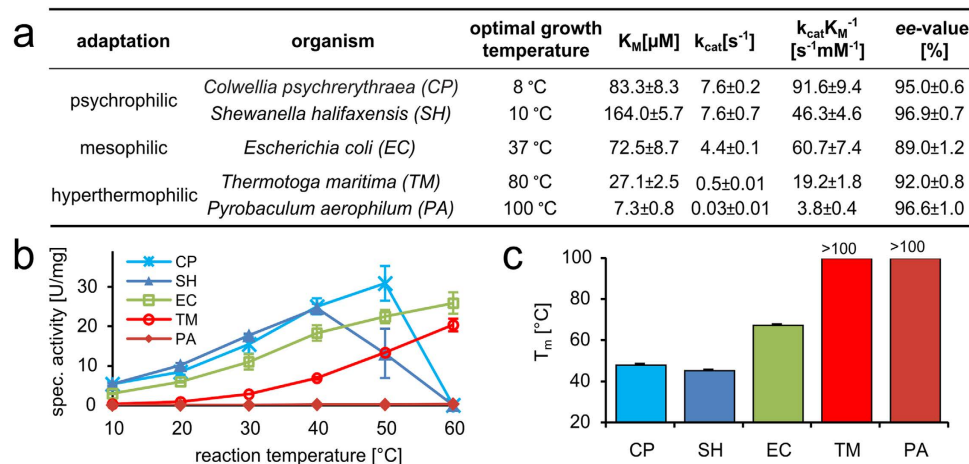 a
adaptation organism optimal growth temperature K_M[µM] k_cat[s⁻¹] k_catK_M⁻¹ [s⁻¹mM⁻¹] ee-value [%]
psychrophilic
Colwellia psychrerythraea (CP) 8 °C 83.3±8.3 7.6±0.2 91.6±9.4 95.0±0.6
Shewanella halifaxensis (SH) 10 °C 164.0±5.7 7.6±0.7 46.3±4.6 96.9±0.7
mesophilic Escherichia coli (EC) 37 °C 72.5±8.7 4.4±0.1 60.7±7.4 89.0±1.2
hyperthermophilic
Thermotoga maritima (TM) 80 °C 27.1±2.5 0.5±0.01 19.2±1.8 92.0±0.8
Pyrobaculum aerophilum (PA) 100 °C 7.3±0.8 0.03±0.01 3.8±0.4 96.6±1.0
b
spec. activity [U/mg]
30
20
10
0
CP
SH
EC
TM
PA
10 20 30 40 50 60
reaction temperature [°C]
c
T_m [°C]
100
80
60
40
20
>100 >100
CP SH EC TM PA